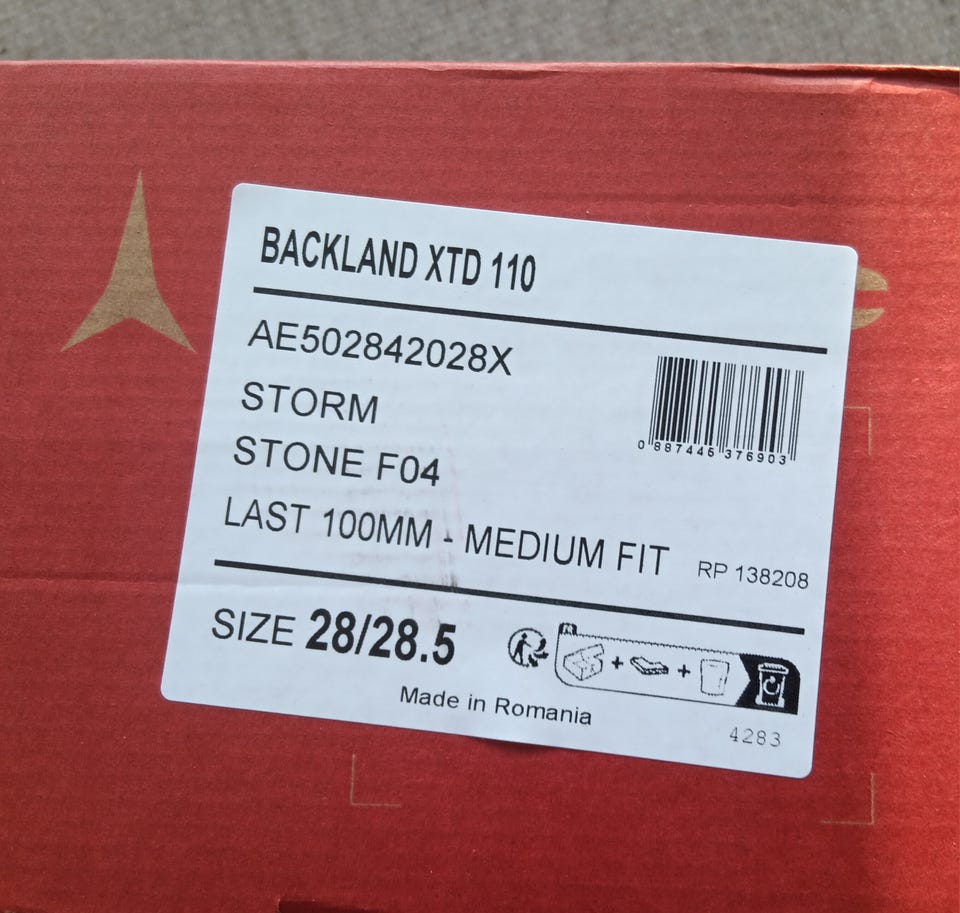 BACKLAND XTD 110
AE502842028X
STORM
STONE F04
LAST 100MM - MEDIUM FIT
RP 138208
0 887445 376903
SIZE 28/28.5
FR
Made in Romania
4283